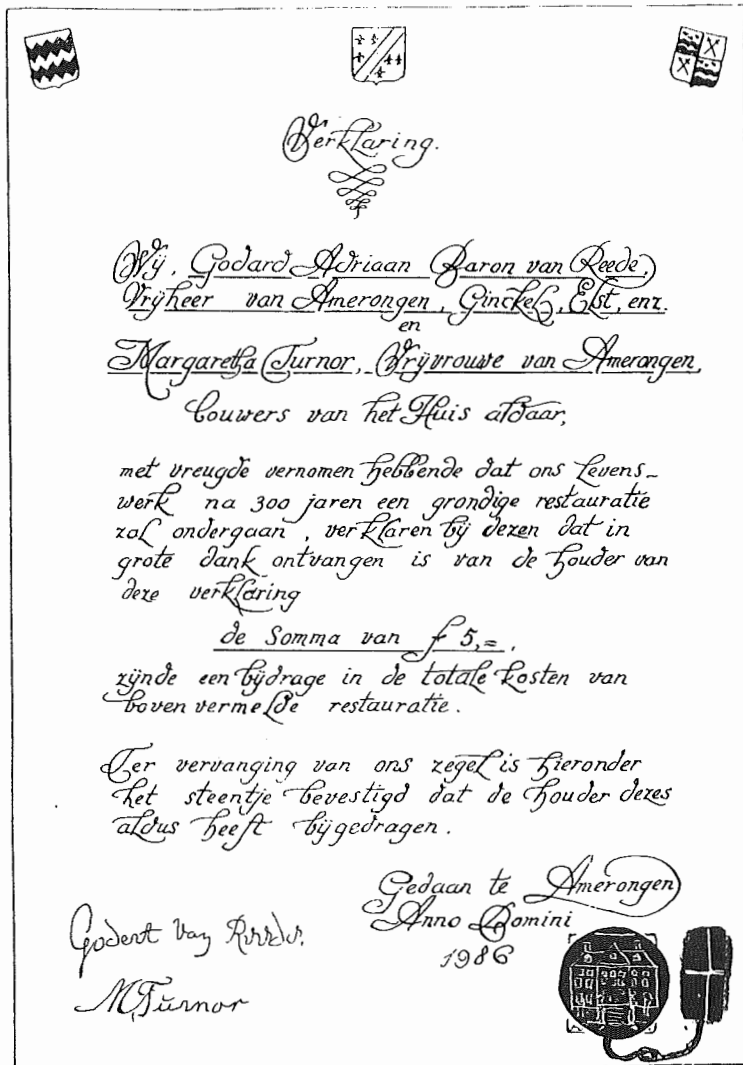 Verklaring.
Wij, Godard Adriaan Baron van Reede,
Vrijheer van Amerongen, Ginckel, Elst, enz.
en
Margaretha Turnor, Vrijvrouwe van Amerongen,
bouwers van het Huis aldaar,
met vreugde vernomen hebbende dat ons Levens-
werk na 300 jaren een grondige restauratie
zal ondergaan, verklaren bij dezen dat in
grote dank ontvangen is van de houder van
deze verklaring
de Somma van f 5,=.
zijnde een bijdrage in de totale kosten van
boven vermelde restauratie.
Ter vervanging van ons zegel is hieronder
het steentje bevestigd dat de houder dezes
aldus heeft bijgedragen.
Gedaan te Amerongen
Anno Domini
1986
Godert van
M Turnor